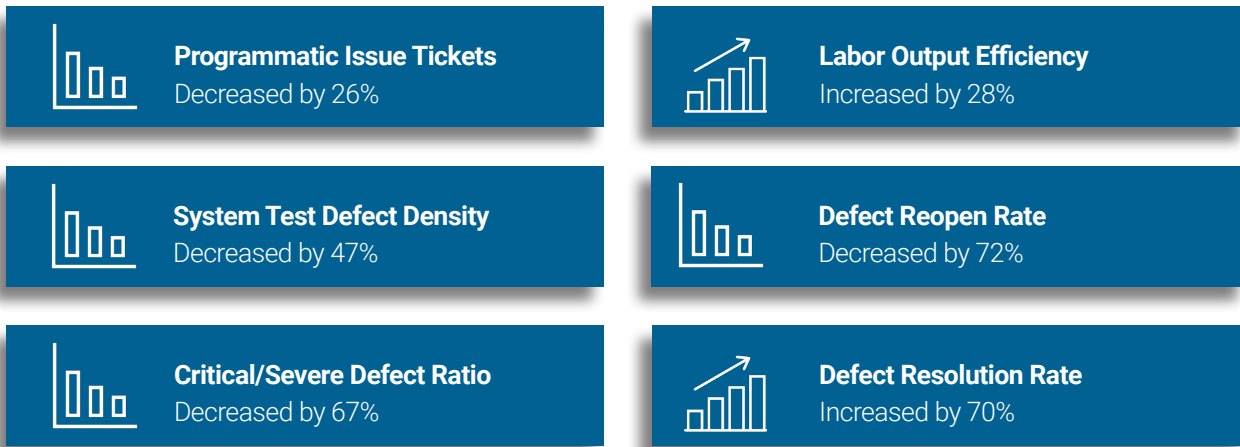 Programmatic Issue Tickets
Decreased by 26%
Labor Output Efficiency
Increased by 28%
System Test Defect Density
Decreased by 47%
Defect Reopen Rate
Decreased by 72%
Critical/Severe Defect Ratio
Decreased by 67%
Defect Resolution Rate
Increased by 70%